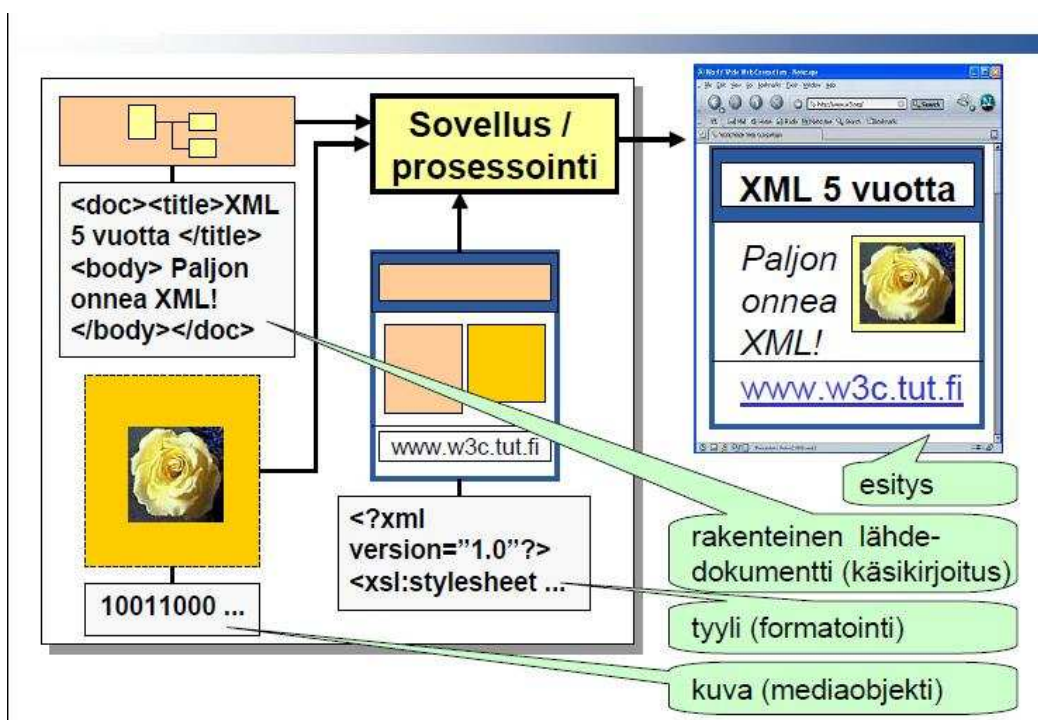 Sovellus /
prosessointi
<doc><title>XML
5 vuotta </title>
<body> Paljon
onnea XML!
</body></doc>
10011000 ...
www.w3c.tut.fi
<?xml
version=”1.0”?>
<xsl:stylesheet ...
Search
XML 5 vuotta
Paljon
onnea
XML!
www.w3c.tut.fi
esitys
rakenteinen lähde-
dokumentti (käsikirjoitus)
tyyli (formatointi)
kuva (mediaobjekti)